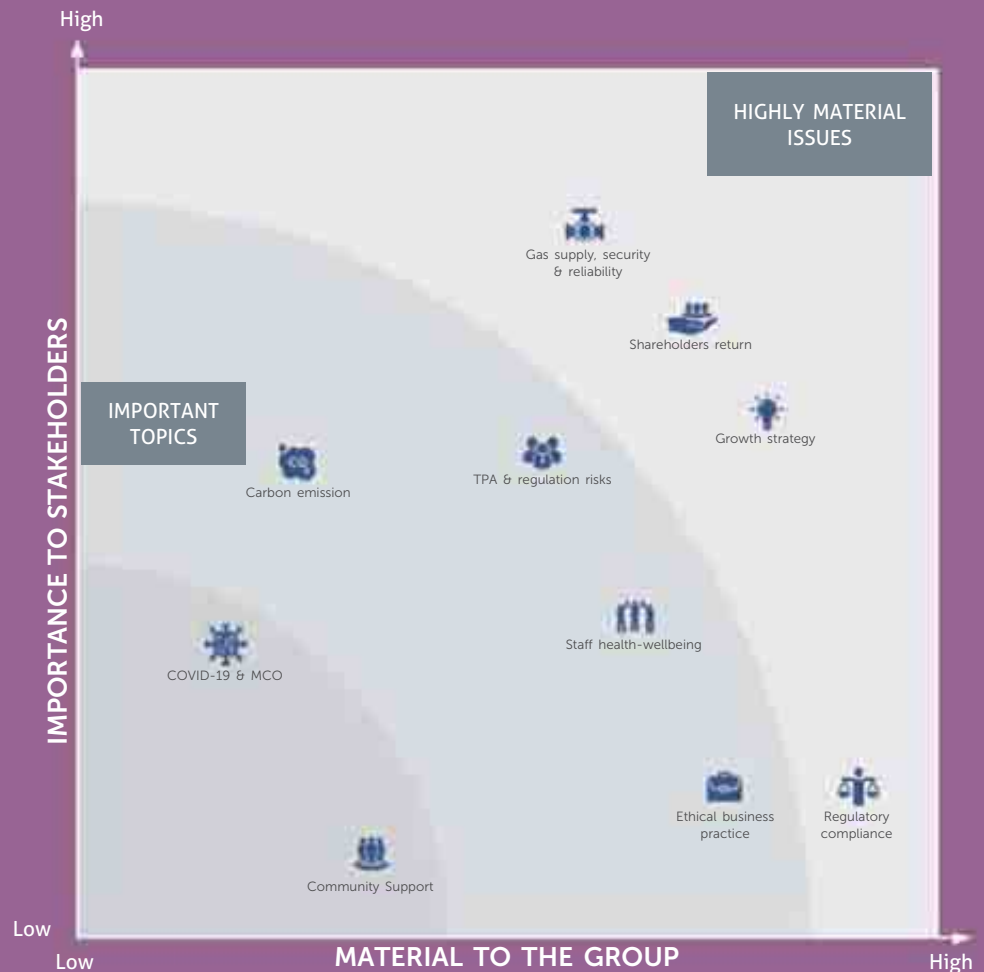 High
HIGHLY MATERIAL
ISSUES
Gas supply, security
& reliability
Shareholders return
IMPORTANT
TOPICS
Growth strategy
Carbon emission
TPA & regulation risks
IMPORTANCE TO STAKEHOLDERS
Staff health-wellbeing
COVID-19 & MCO
Ethical business
practice
Regulatory
compliance
Community Support
Low
Low
MATERIAL TO THE GROUP
High